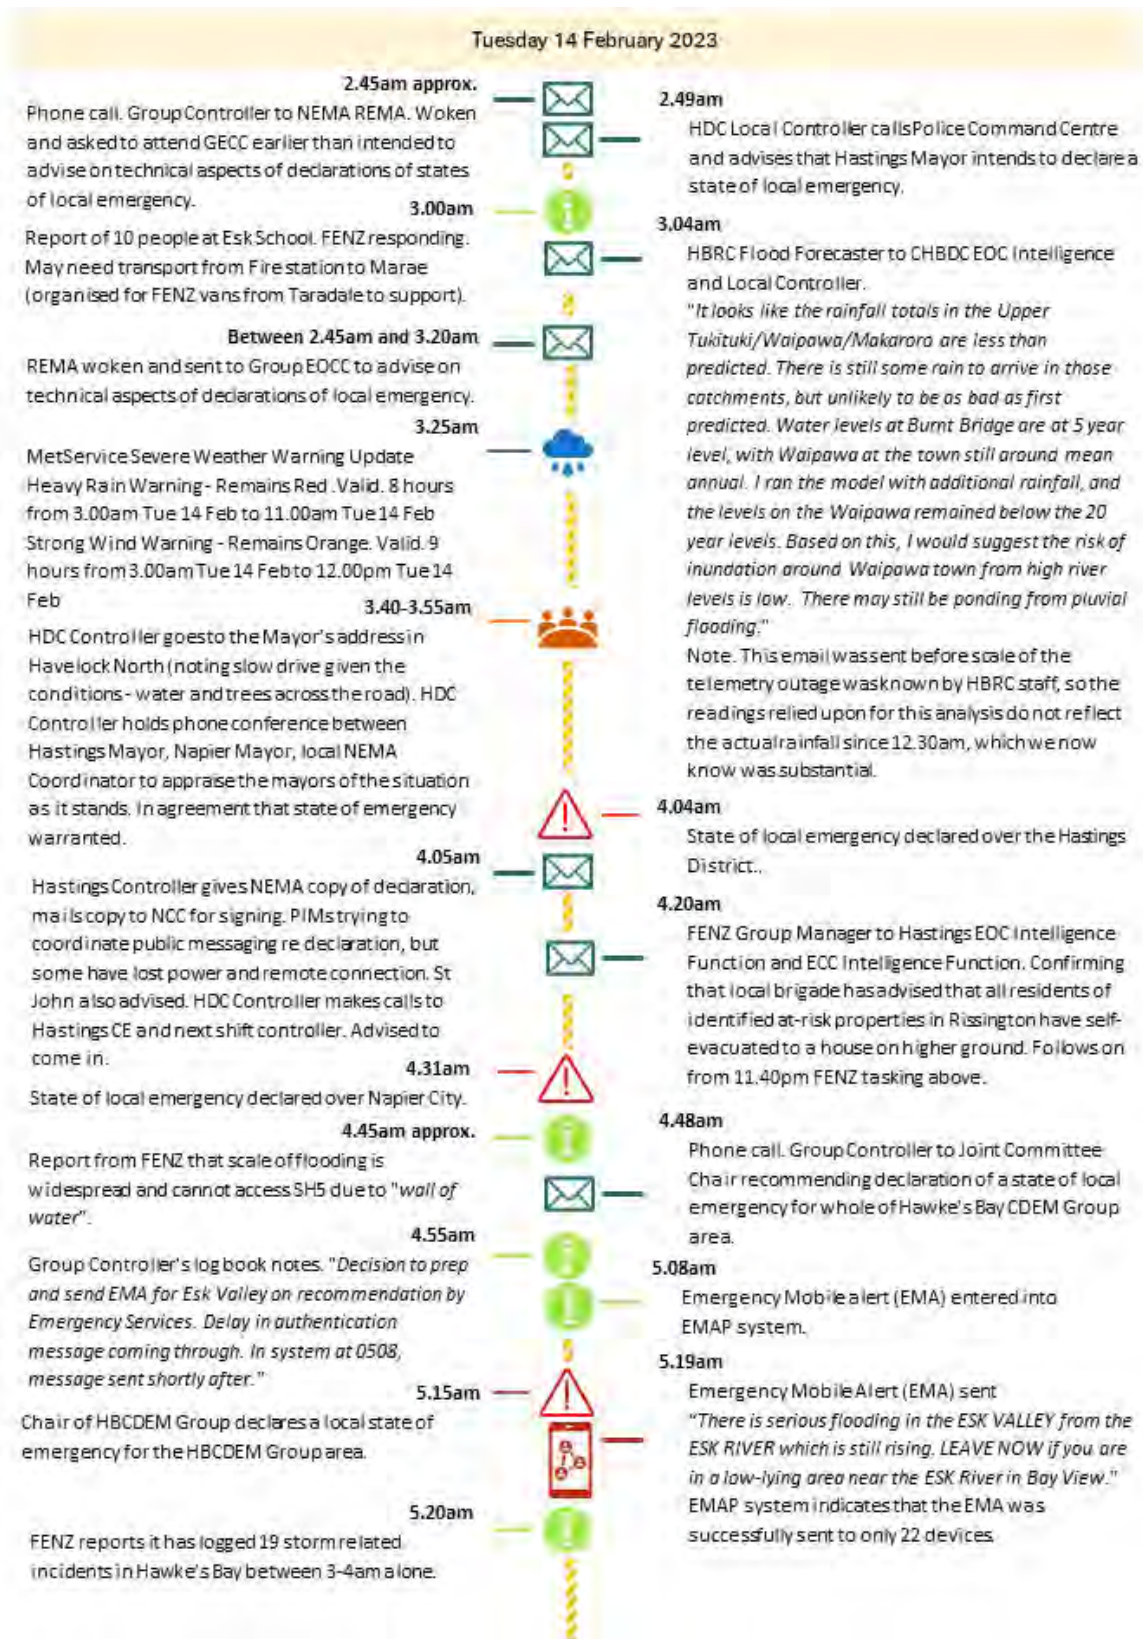 Tuesday 14 February 2023
2.45am approx.
Phone call. Group Controller to NEMA REMA. Woken
and asked to attend GECC earlier than intended to
advise on technical aspects of declarations of states
of local emergency.
2.49am
HDC Local Controller calls Police Command Centre
and advises that Hastings Mayor intends to declare a
state of local emergency.
3.00am
Report of 10 people at Esk School. FENZ responding.
May need transport from Fire station to Marae
(organised for FENZ vans from Taradale to support).
3.04am
HBRC Flood Forecaster to CHBDC EOC Intelligence
and Local Controller.
"It looks like the rainfall totals in the Upper
Tukituki/Waipawa/Makaroro are less than
predicted. There is still some rain to arrive in those
catchments, but unlikely to be as bad as first
predicted. Water levels at Burnt Bridge are at 5 year
level, with Waipawa at the town still around mean
annual. I ran the model with additional rainfall, and
the levels on the Waipawa remained below the 20
year levels. Based on this, I would suggest the risk of
inundation around Waipawa town from high river
levels is low. There may still be ponding from pluvial
flooding."
Note. This email was sent before scale of the
telemetry outage was known by HBRC staff, so the
readings relied upon for this analysis do not reflect
the actual rainfall since 12.30am, which we now
know was substantial.
Between 2.45am and 3.20am
REMA woken and sent to Group EOCC to advise on
technical aspects of declarations of local emergency.
3.25am
MetService Severe Weather Warning Update
Heavy Rain Warning - Remains Red .Valid. 8 hours
from 3.00am Tue 14 Feb to 11.00am Tue 14 Feb
Strong Wind Warning - Remains Orange. Valid. 9
hours from 3.00am Tue 14 Feb to 12.00pm Tue 14
Feb
3.40-3.55am
HDC Controller goes to the Mayor's address in
Havelock North (noting slow drive given the
conditions - water and trees across the road). HDC
Controller holds phone conference between
Hastings Mayor, Napier Mayor, local NEMA
Coordinator to appraise the mayors of the situation
as it stands. In agreement that state of emergency
warranted.
4.04am
State of local emergency declared over the Hastings
District..
4.05am
Hastings Controller gives NEMA copy of declaration,
mails copy to NCC for signing. PIMs trying to
coordinate public messaging re declaration, but
some have lost power and remote connection. St
John also advised. HDC Controller makes calls to
Hastings CE and next shift controller. Advised to
come in.
4.20am
FENZ Group Manager to Hastings EOC Intelligence
Function and ECC Intelligence Function. Confirming
that local brigade has advised that all residents of
identified at-risk properties in Rissington have self-
evacuated to a house on higher ground. Follows on
from 11.40pm FENZ tasking above.
4.31am
State of local emergency declared over Napier City.
4.45am approx.
Report from FENZ that scale of flooding is
widespread and cannot access SH5 due to "wall of
water".
4.48am
Phone call. Group Controller to Joint Committee
Chair recommending declaration of a state of local
emergency for whole of Hawke's Bay CDEM Group
area.
4.55am
Group Controller's logbook notes. "Decision to prep
and send EMA for Esk Valley on recommendation by
Emergency Services. Delay in authentication
message coming through. In system at 0508,
message sent shortly after."
5.08am
Emergency Mobile alert (EMA) entered into
EMAP system.
5.15am
Chair of HBCDEM Group declares a local state of
emergency for the HBCDEM Group area.
5.19am
Emergency Mobile Alert (EMA) sent
"There is serious flooding in the ESK VALLEY from the
ESK RIVER which is still rising. LEAVE NOW if you are
in a low-lying area near the ESK River in Bay View."
EMAP system indicates that the EMA was
successfully sent to only 22 devices.
5.20am
FENZ reports it has logged 19 storm related
incidents in Hawke's Bay between 3-4am alone.